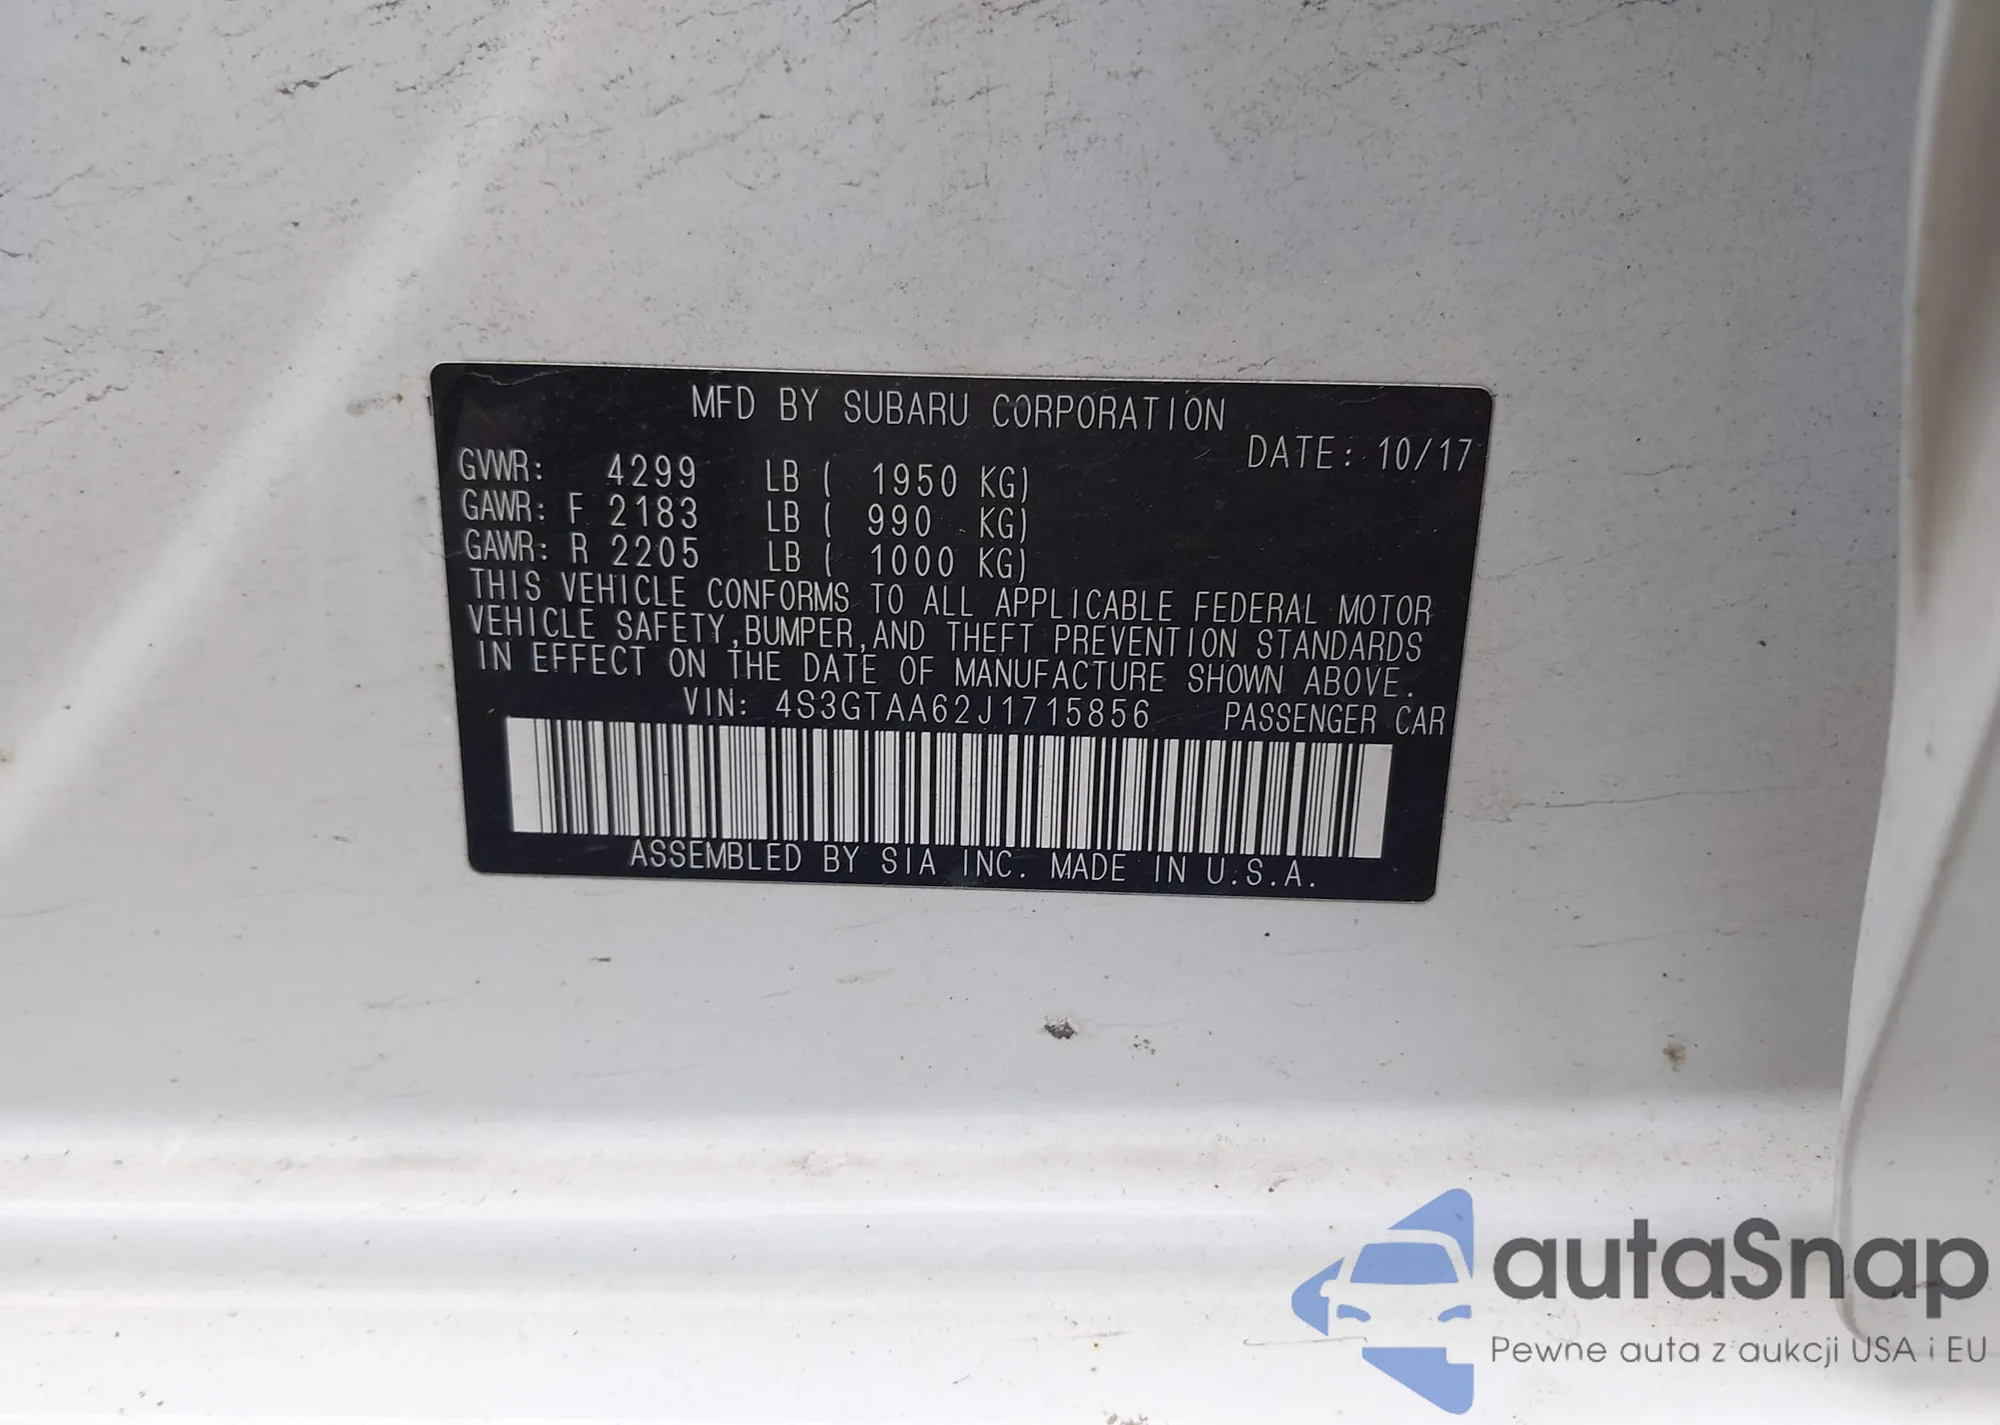 MFD BY SUBARU CORPORATION
DATE: 10/17
GVWR: 4299 LB ( 1950 KG)
GAWR: F 2183 LB ( 990 KG)
GAWR: R 2205 LB ( 1000 KG)
THIS VEHICLE CONFORMS TO ALL APPLICABLE FEDERAL MOTOR
VEHICLE SAFETY,BUMPER,AND THEFT PREVENTION STANDARDS
IN EFFECT ON THE DATE OF MANUFACTURE SHOWN ABOVE.
VIN: 4S3GTAA62J1715856 PASSENGER CAR
ASSEMBLED BY SIA INC. MADE IN U.S.A.
autaSnap
Pewne auta z aukcji USA i EU